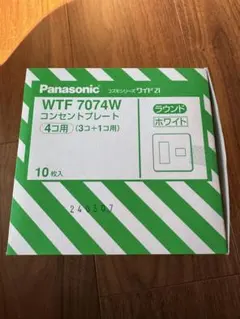 Panasonic コスモシリーズワイド21
WTF 7074W
コンセントプレート
4コ用 (3コ+1コ用)
ラウンド
ホワイト
10枚入
240307